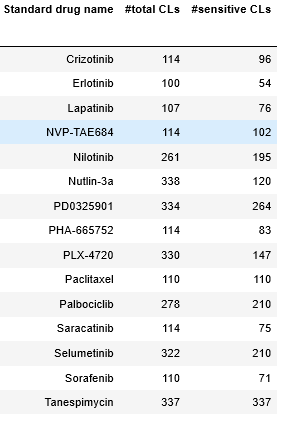 Standard drug name #total CLs #sensitive CLs
Crizotinib 114 96
Erlotinib 100 54
Lapatinib 107 76
NVP-TAE684 114 102
Nilotinib 261 195
Nutlin-3a 338 120
PD0325901 334 264
PHA-665752 114 83
PLX-4720 330 147
Paclitaxel 110 110
Palbociclib 278 210
Saracatinib 114 75
Selumetinib 322 210
Sorafenib 110 71
Tanespimycin 337 337